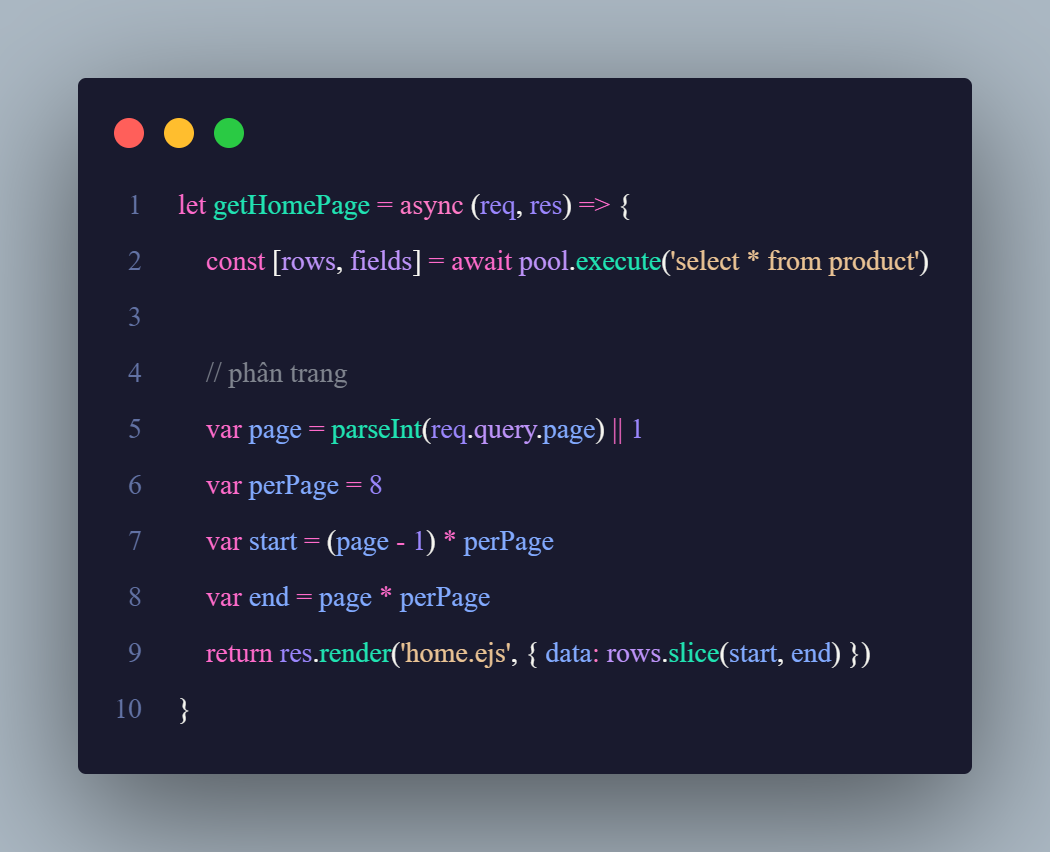 1 let getHomePage = async (req, res) => {
2 const [rows, fields] = await pool.execute('select * from product')
3
4 // phân trang
5 var page = parseInt(req.query.page) || 1
6 var perPage = 8
7 var start = (page - 1) * perPage
8 var end = page * perPage
9 return res.render('home.ejs', { data: rows.slice(start, end) })
10 }